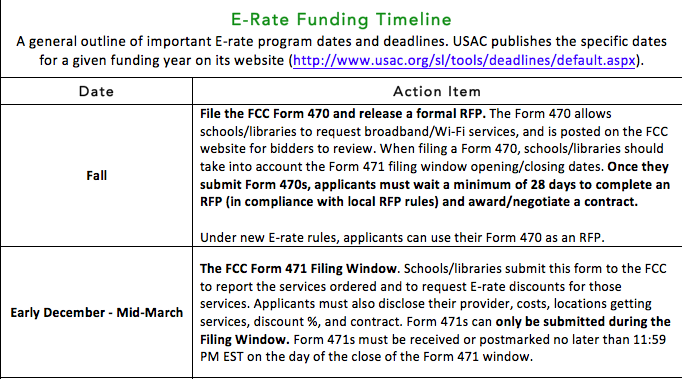 E-Rate Funding Timeline
A general outline of important E-rate program dates and deadlines. USAC publishes the specific dates
for a given funding year on its website (http://www.usac.org/sl/tools/deadlines/default.aspx).
Date
Action Item
Fall
File the FCC Form 470 and release a formal RFP. The Form 470 allows
schools/libraries to request broadband/Wi-Fi services, and is posted on the FCC
website for bidders to review. When filing a Form 470, schools/libraries should
take into account the Form 471 filing window opening/closing dates. Once they
submit Form 470s, applicants must wait a minimum of 28 days to complete an
RFP (in compliance with local RFP rules) and award/negotiate a contract.
Under new E-rate rules, applicants can use their Form 470 as an RFP.
Early December - Mid-March
The FCC Form 471 Filing Window. Schools/libraries submit this form to the FCC
to report the services ordered and to request E-rate discounts for those
services. Applicants must also disclose their provider, costs, locations getting
services, discount %, and contract. Form 471s can only be submitted during the
Filing Window. Form 471s must be received or postmarked no later than 11:59
PM EST on the day of the close of the Form 471 window.